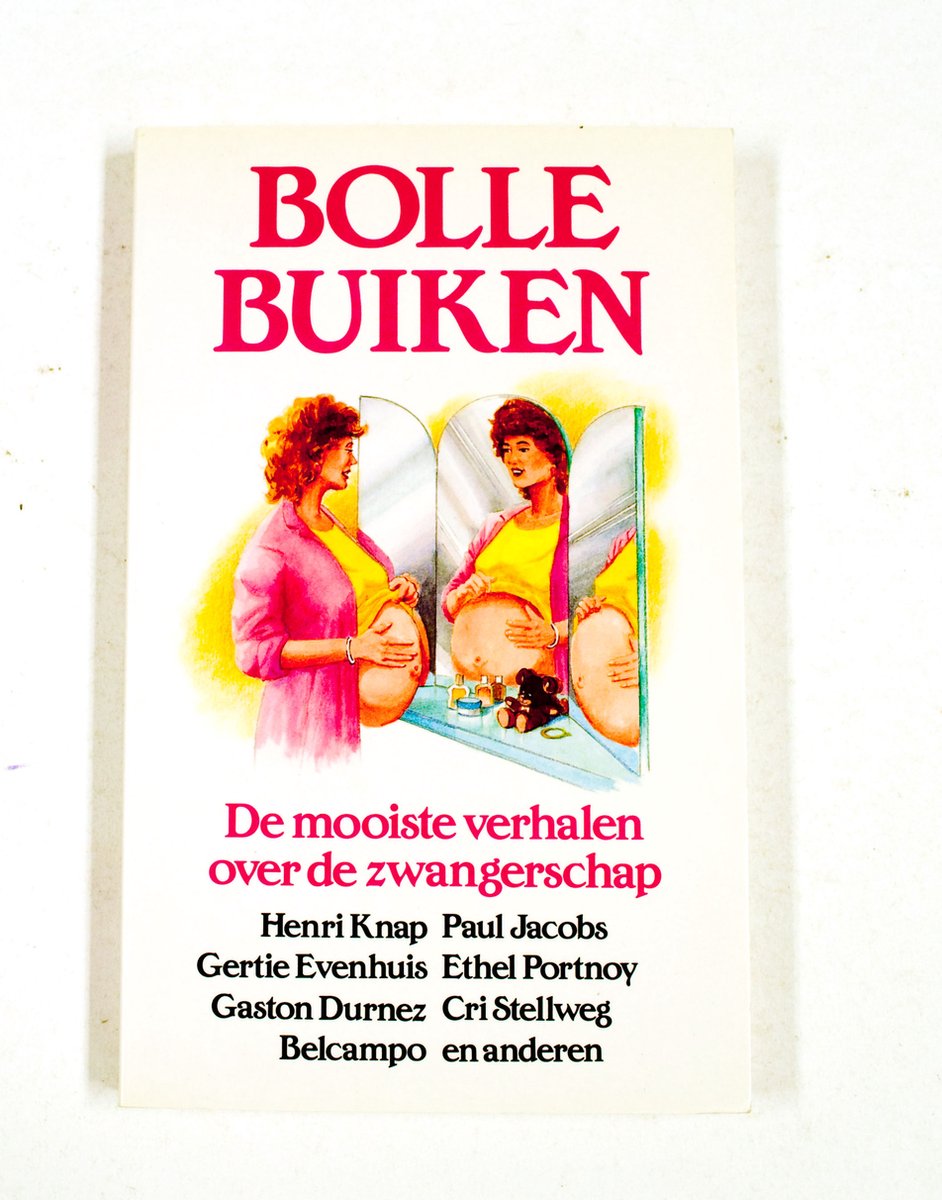 BOLLE
BUIKEN
De mooiste verhalen
over de zwangerschap
Henri Knap Paul Jacobs
Gertie Evenhuis Ethel Portnoy
Gaston Durnez Cri Stellweg
Belcampo en anderen